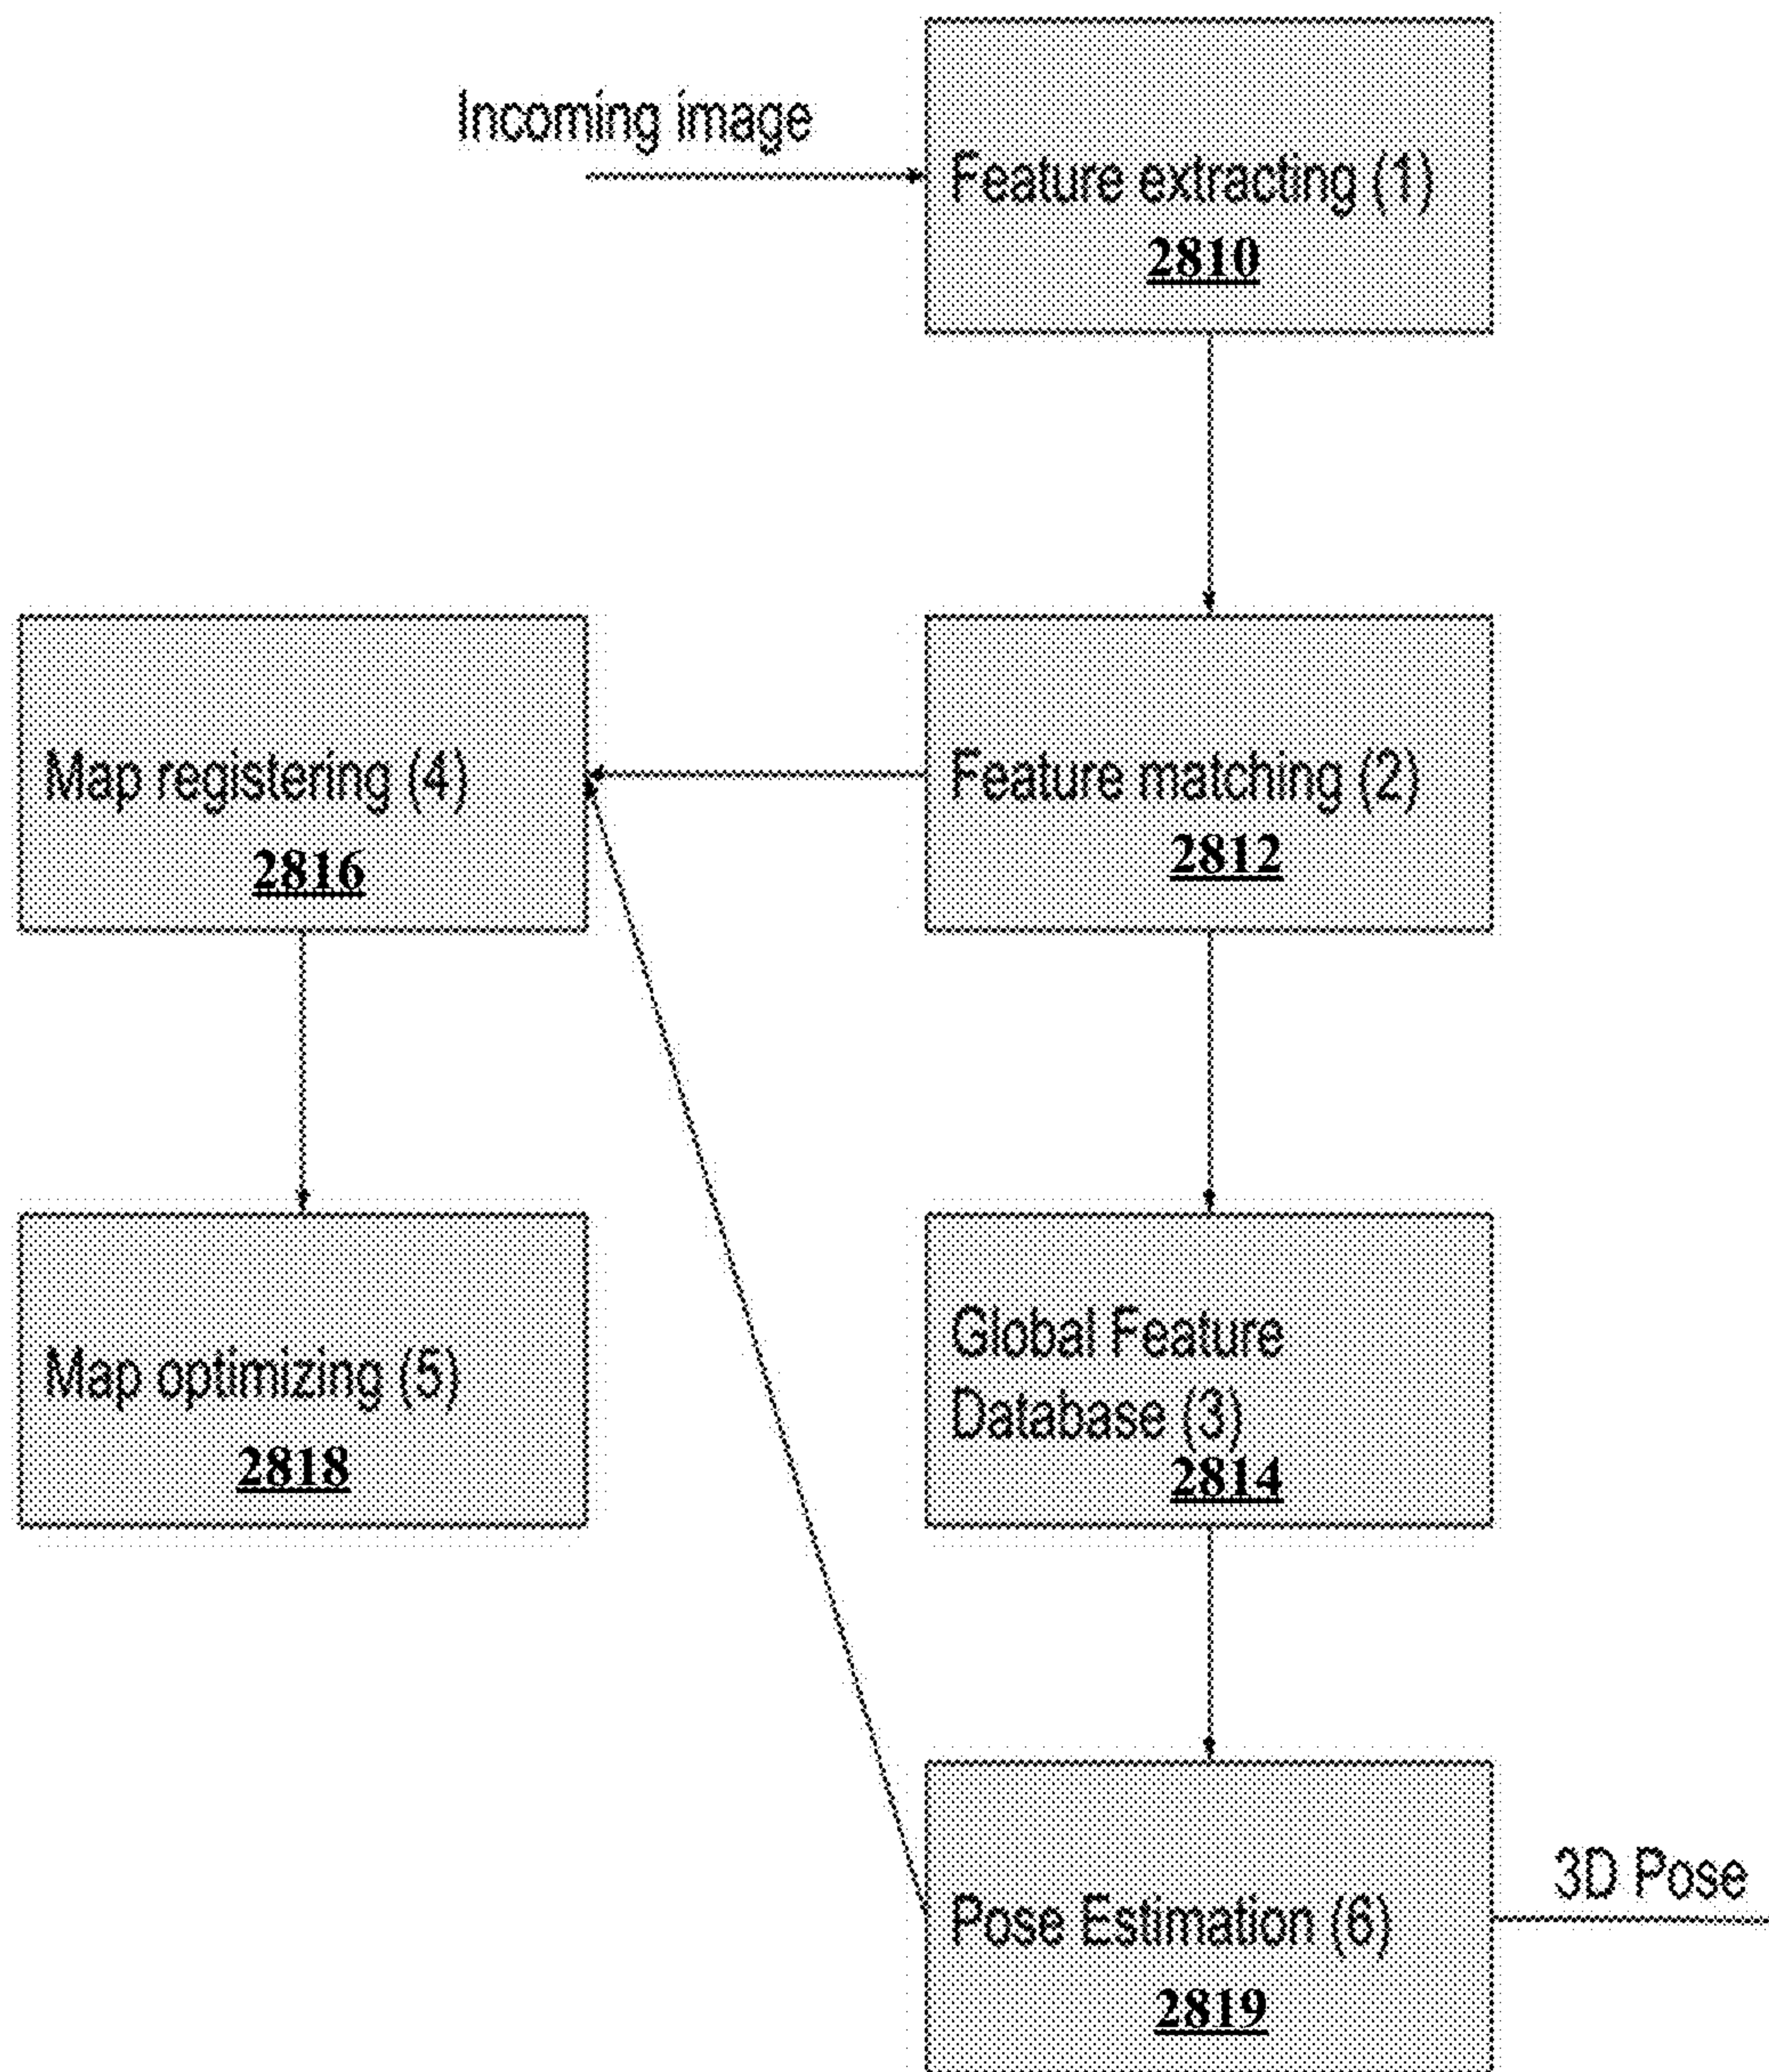 Incoming image
Feature extracting (1)
2810
Map registering (4)
2816
Feature matching (2)
2812
Map optimizing (5)
2818
Global Feature
Database (3)
2814
3D Pose
Pose Estimation (6)
2819